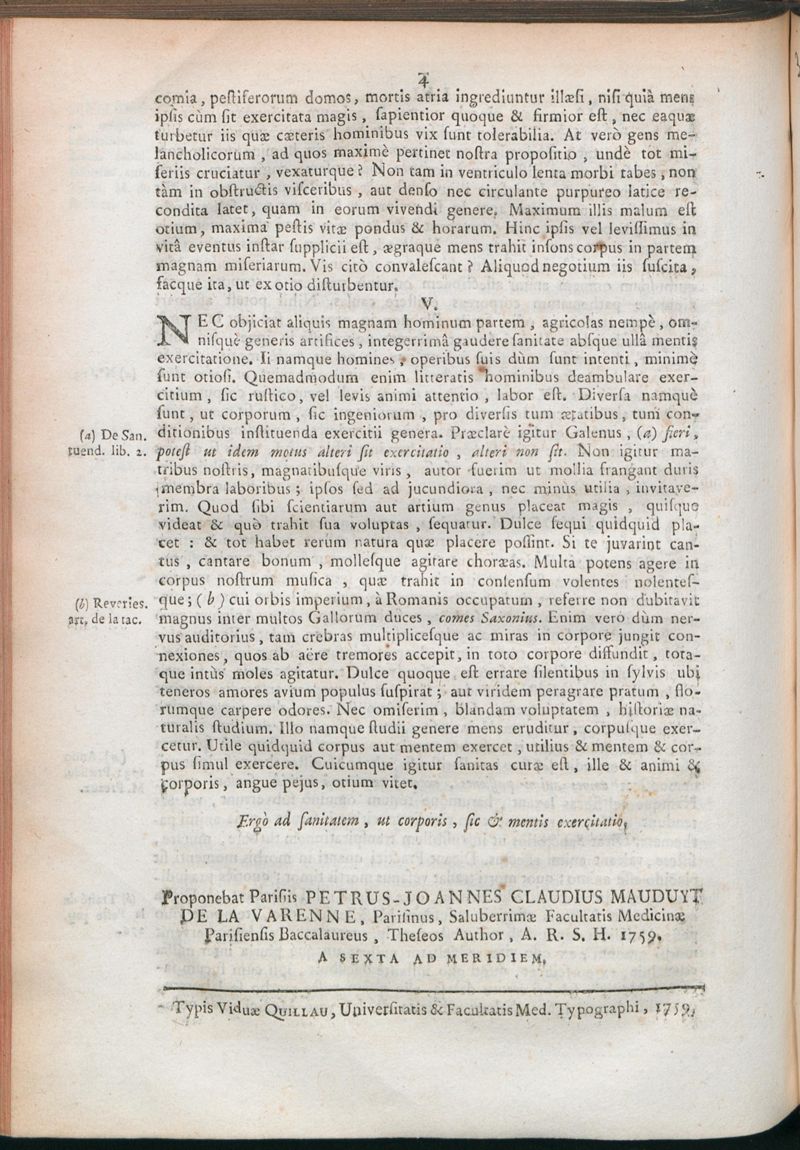 4
comia, pestiferorum domos, mortis atria ingrediuntur illæsi, nisi quià mens
ipsis cùm sit exercitata magis, sapientior quoque & firmior est, nec eaquæ
turbetur iis quæ cæteris hominibus vix sunt tolerabilia. At verò gens me-
lancholicorum, ad quos maximè pertinet nostra propositio, undè tot mi-
seriis cruciatur, vexaturque? Non tam in ventriculo lenta morbi tabes, non
tàm in obstructis visceribus, aut denso nec circulante purpureo latice re-
condita latet, quam in eorum vivendi genere. Maximum illis malum est
otium, maxima pestis vitæ pondus & horarum. Hinc ipsis vel levissimus in
vitâ eventus instar supplicii est, ægraque mens trahit insons corpus in partem
magnam miseriarum. Vis citò convalescant? Aliquod negotium iis suscita,
facque ita, ut ex otio disturbentur.
V.
NEC objiciat aliquis magnam hominum partem, agricolas nempè, om-
nisquè generis artifices, integerrimâ gaudere sanitate absque ullâ mentis
exercitatione. Ii namque homines, operibus suis dùm sunt intenti, minimè
sunt otiosi. Quemadmodum enim litteratis hominibus deambulare exer-
citium, sic rustico, vel levis animi attentio, labor est. Diversa namquè
sunt, ut corporum, sic ingeniorum, pro diversis tum ætatibus, tum con-
(a) De San. ditionibus instituenda exercitii genera. Præclarè igitur Galenus, (a) fieri,
tuend. lib. 2. potest ut idem motus alteri sit exercitatio, alteri non sit. Non igitur ma-
tribus nostris, magnatibusque viris, autor fuerim ut mollia frangant duris
membra laboribus; ipsos sed ad jucundiora, nec minùs utilia, invitave-
rim. Quod sibi scientiarum aut artium genus placeat magis, quisque
videat & quò trahit sua voluptas, sequatur. Dulce sequi quidquid pla-
cet : & tot habet rerum natura quæ placere possint. Si te juvarint can-
tus, cantare bonum, mollesque agitare choræas. Multa potens agere in
corpus nostrum musica, quæ trahit in consensum volentes nolentes-
(b) Reveries. que; (b) cui orbis imperium, à Romanis occupatum, referre non dubitavit
art. de la tac. magnus inter multos Gallorum duces, comes Saxonius. Enim vero dùm ner-
vus auditorius, tam crebras multiplicesque ac miras in corpore jungit con-
nexiones, quos ab aëre tremores accepit, in toto corpore diffundit, tota-
que intùs moles agitatur. Dulce quoque est errare silentibus in sylvis ubi
teneros amores avium populus suspirat; aut viridem peragrare pratum, flo-
rumque carpere odores. Nec omiserim, blandam voluptatem, historiæ na-
turalis studium. Illo namque studii genere mens eruditur, corpusque exer-
cetur. Utile quidquid corpus aut mentem exercet, utilius & mentem & cor-
pus simul exercere. Cuicumque igitur sanitas curæ est, ille & animi &
corporis, angue pejus, otium vitet.
Ergò ad sanitatem, ut corporis, sic & mentis exercitatio.
Proponebat Parisiis PETRUS-JOANNES CLAUDIUS MAUDUYT
DE LA VARENNE, Parisinus, Saluberrimæ Facultatis Medicinæ
Parisiensis Baccalaureus, Theseos Author, A. R. S. H. 1759.
A SEXTA AD MERIDIEM.
Typis Viduæ QUILLAU, Universitatis & Facultatis Med. Typographi, 1759.